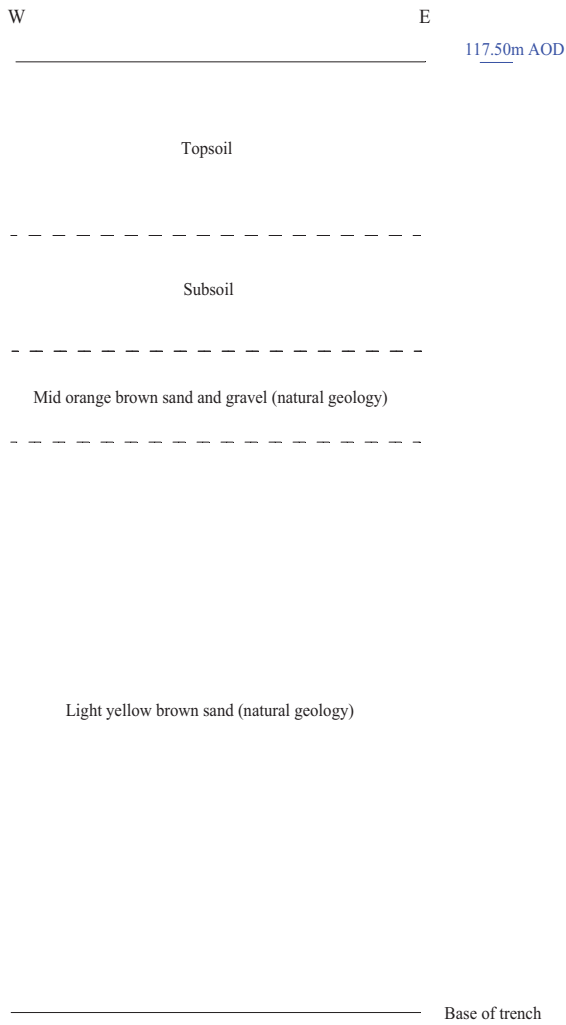 W E
117.50m AOD
Topsoil
Subsoil
Mid orange brown sand and gravel (natural geology)
Light yellow brown sand (natural geology)
Base of trench